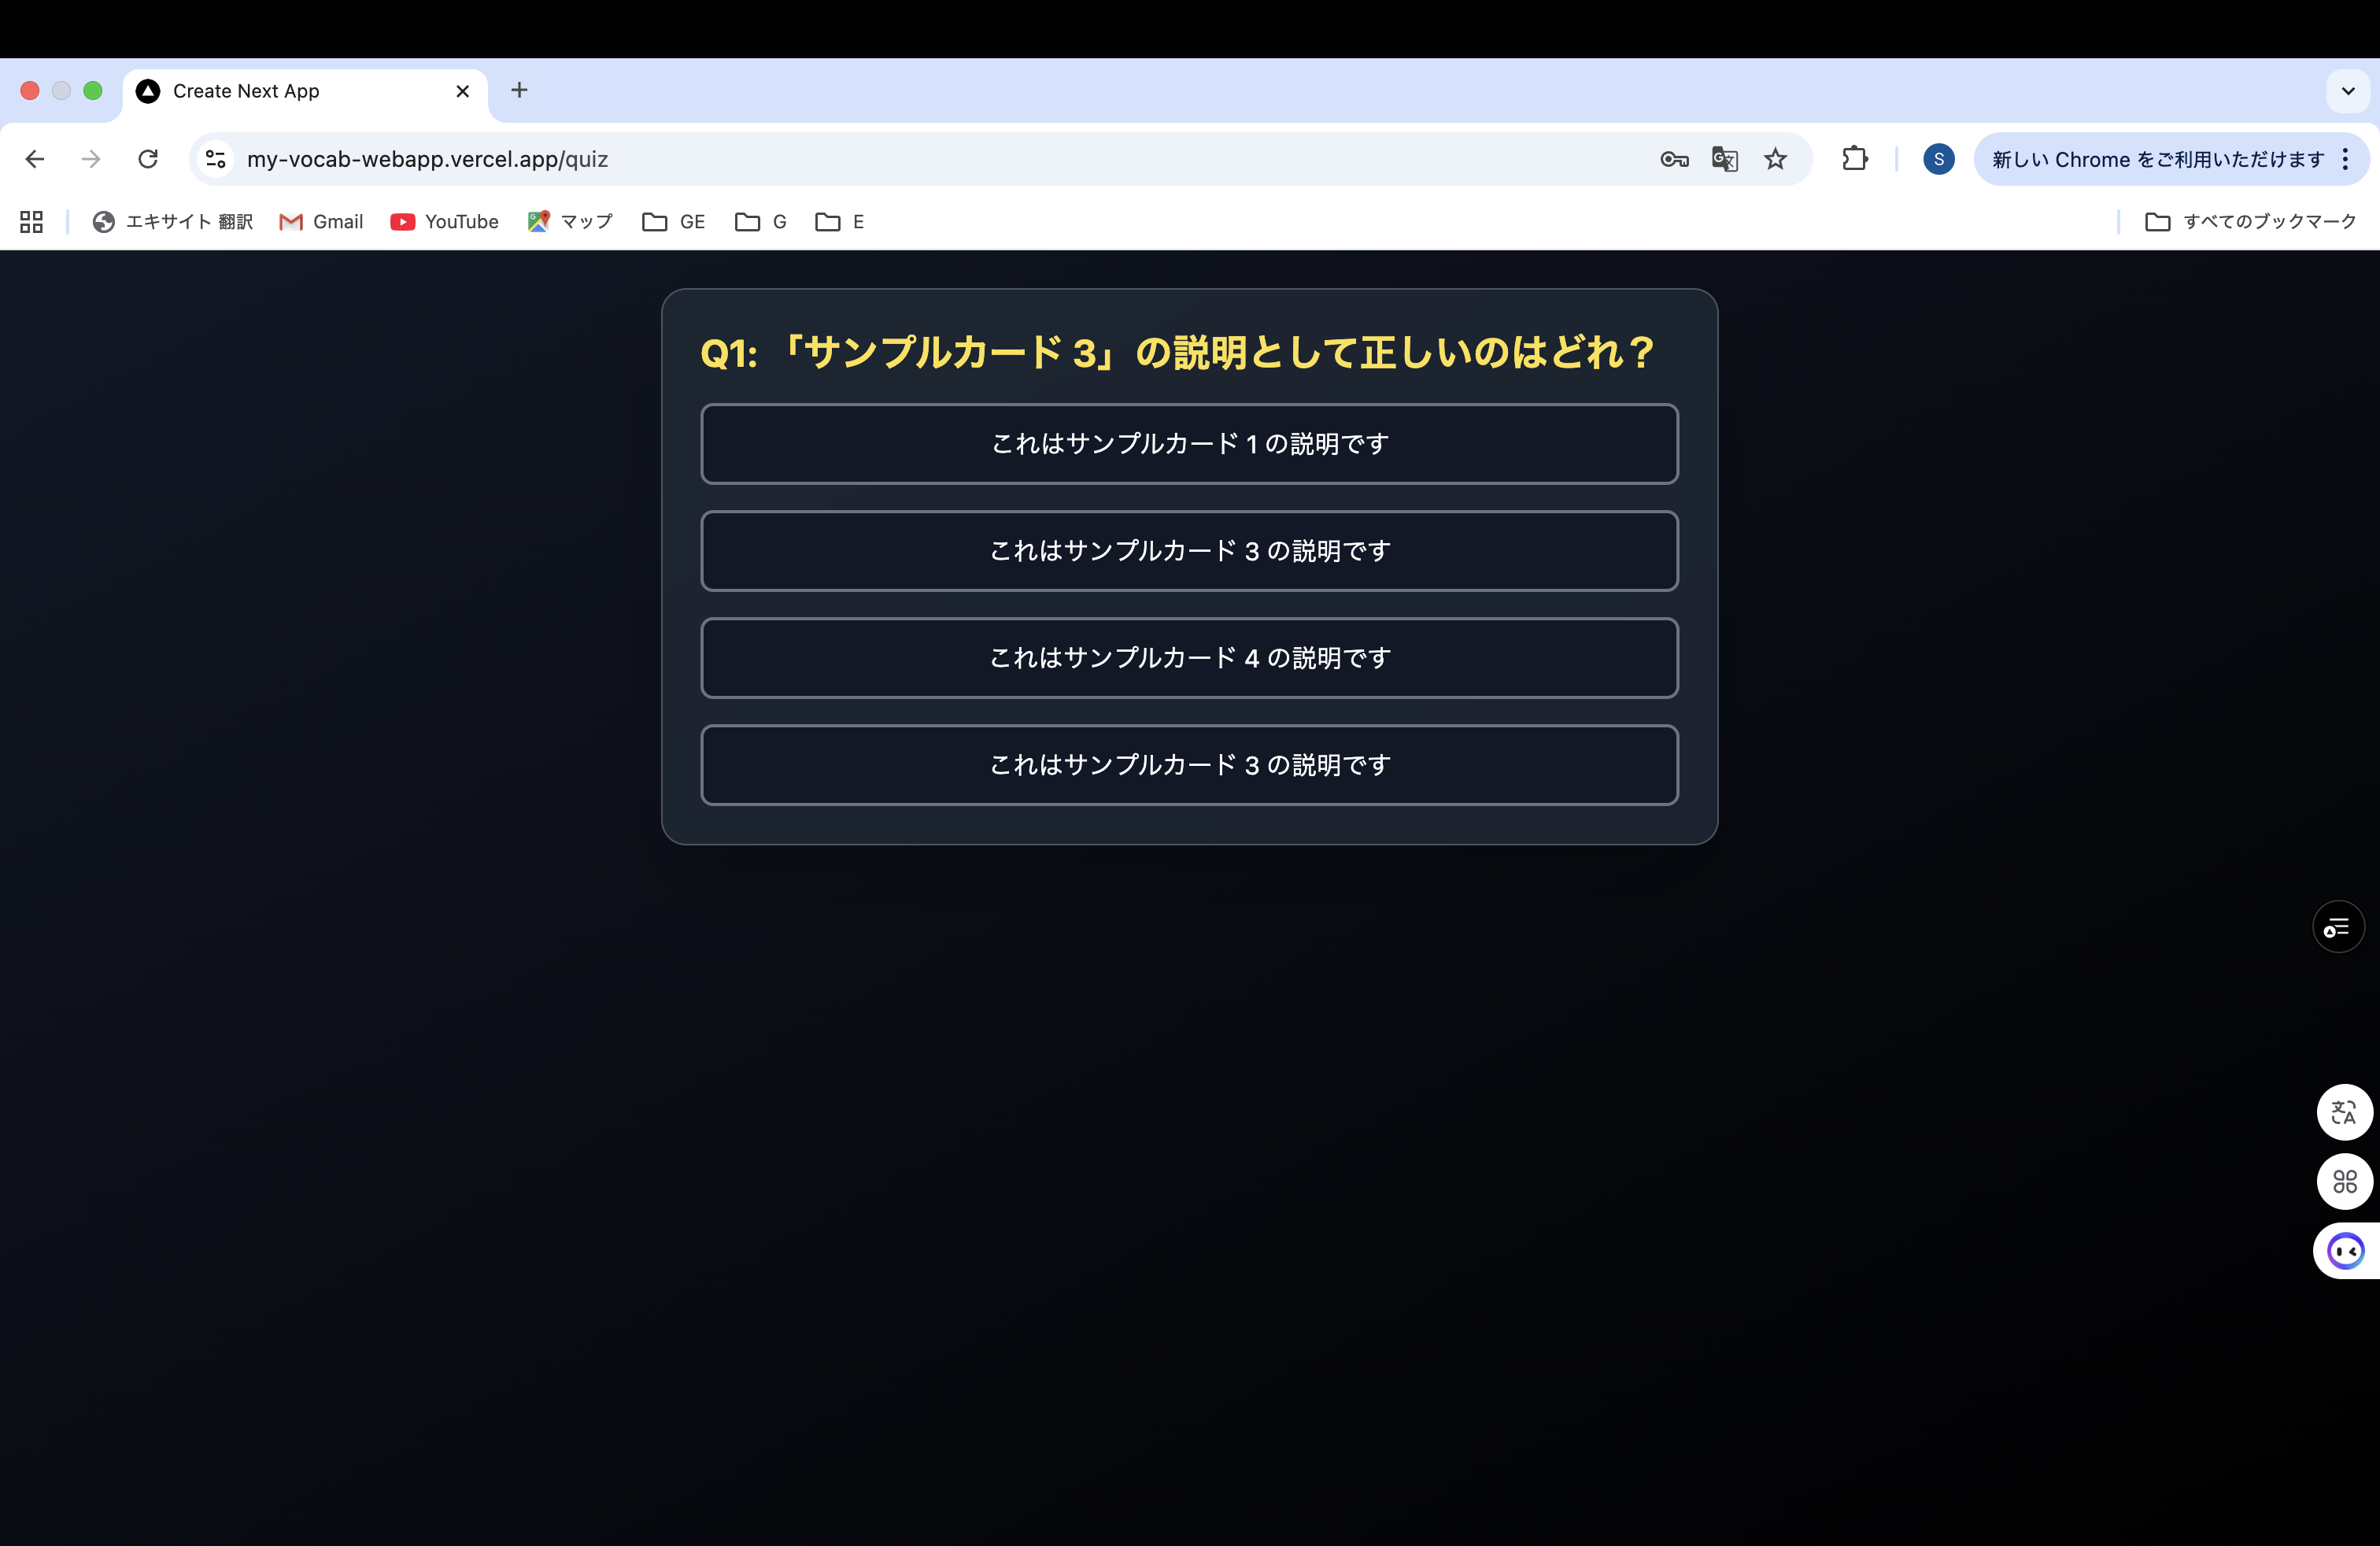 Create Next App
my-vocab-webapp.vercel.app/quiz
S
新しい Chrome をご利用いただけます
エキサイト 翻訳
Gmail
YouTube
マップ
GE
G
E
すべてのブックマーク
Q1: 「サンプルカード 3」の説明として正しいのはどれ？
これはサンプルカード 1 の説明です
これはサンプルカード 3 の説明です
これはサンプルカード 4 の説明です
これはサンプルカード 3 の説明です